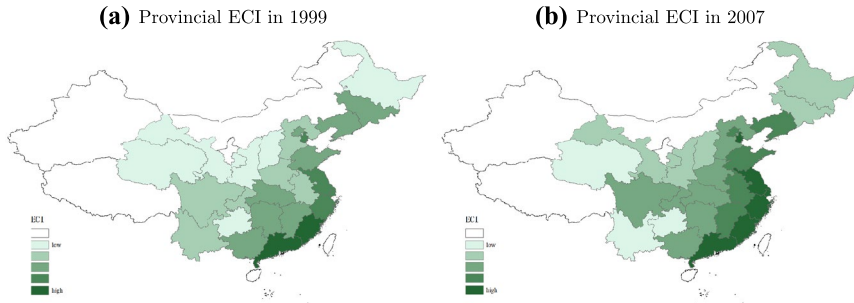 (a) Provincial ECI in 1999
(b) Provincial ECI in 2007
ECI
low
high
ECI
low
high